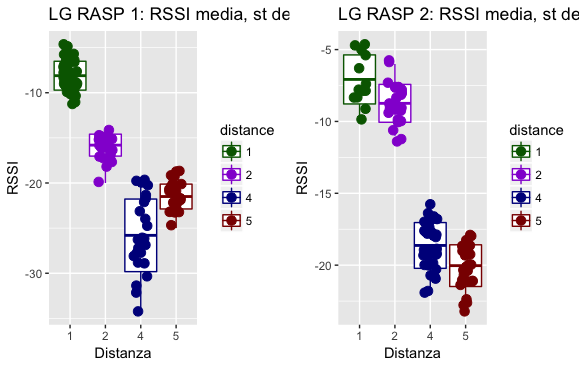 LG RASP 1: RSSI media, st de
RSSI
-10
-20
-30
1 2 4 5
Distanza
distance
1
2
4
5
LG RASP 2: RSSI media, st de
RSSI
-5
-10
-15
-20
1 2 4 5
Distanza
distance
1
2
4
5